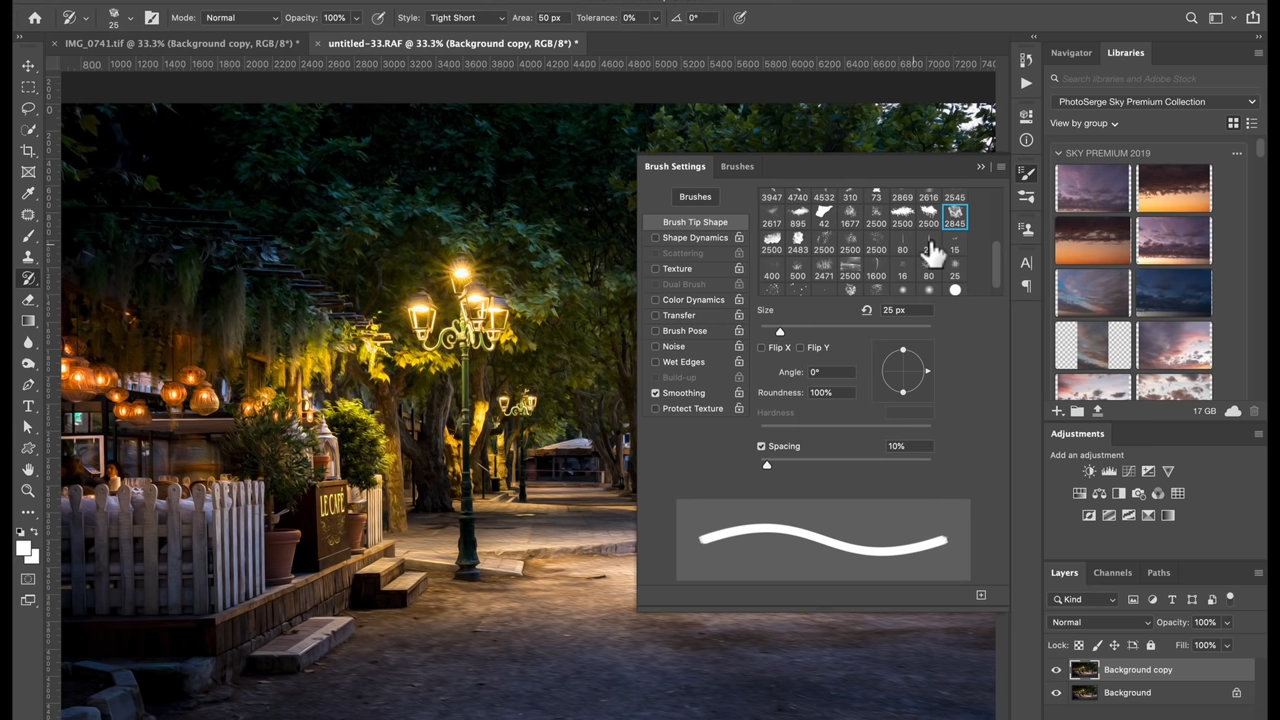 25 Mode: Normal Opacity: 100% Style: Tight Short Area: 50 px Tolerance: 0% 0°
IMG_0741.tif @ 33.3% (Background copy, RGB/8*) *
untitled-33.RAF @ 33.3% (Background copy, RGB/8*) *
800 1000 1200 1400 1600 1800 2000 2200 2400 2600 2800 3000 3200 3400 3600 3800 4000 4200 4400 4600 4800 5000 5200 5400 5600 5800 6000 6200 6400 6600 6800 7000 7200 740
Brush Settings Brushes
Brushes
Brush Tip Shape
Shape Dynamics
Scattering
Texture
Dual Brush
Color Dynamics
Transfer
Brush Pose
Noise
Wet Edges
Build-up
Smoothing
Protect Texture
3947 4740 4532 310 73 2869 2616 2545
2617 895 42 1677 2500 2500 2500 2845
2500 2483 2500 2500 2500 80 15
400 500 2471 2500 1600 16 80 25
Size 25 px
Flip X Flip Y
Angle: 0°
Roundness: 100%
Hardness
Spacing 10%
LE CAFÉ
Navigator Libraries
Search libraries and Adobe Stock
PhotoSerge Sky Premium Collection
View by group
SKY PREMIUM 2019
17 GB
Adjustments
Add an adjustment
Layers Channels Paths
Kind
Normal Opacity: 100%
Lock: Fill: 100%
Background copy
Background